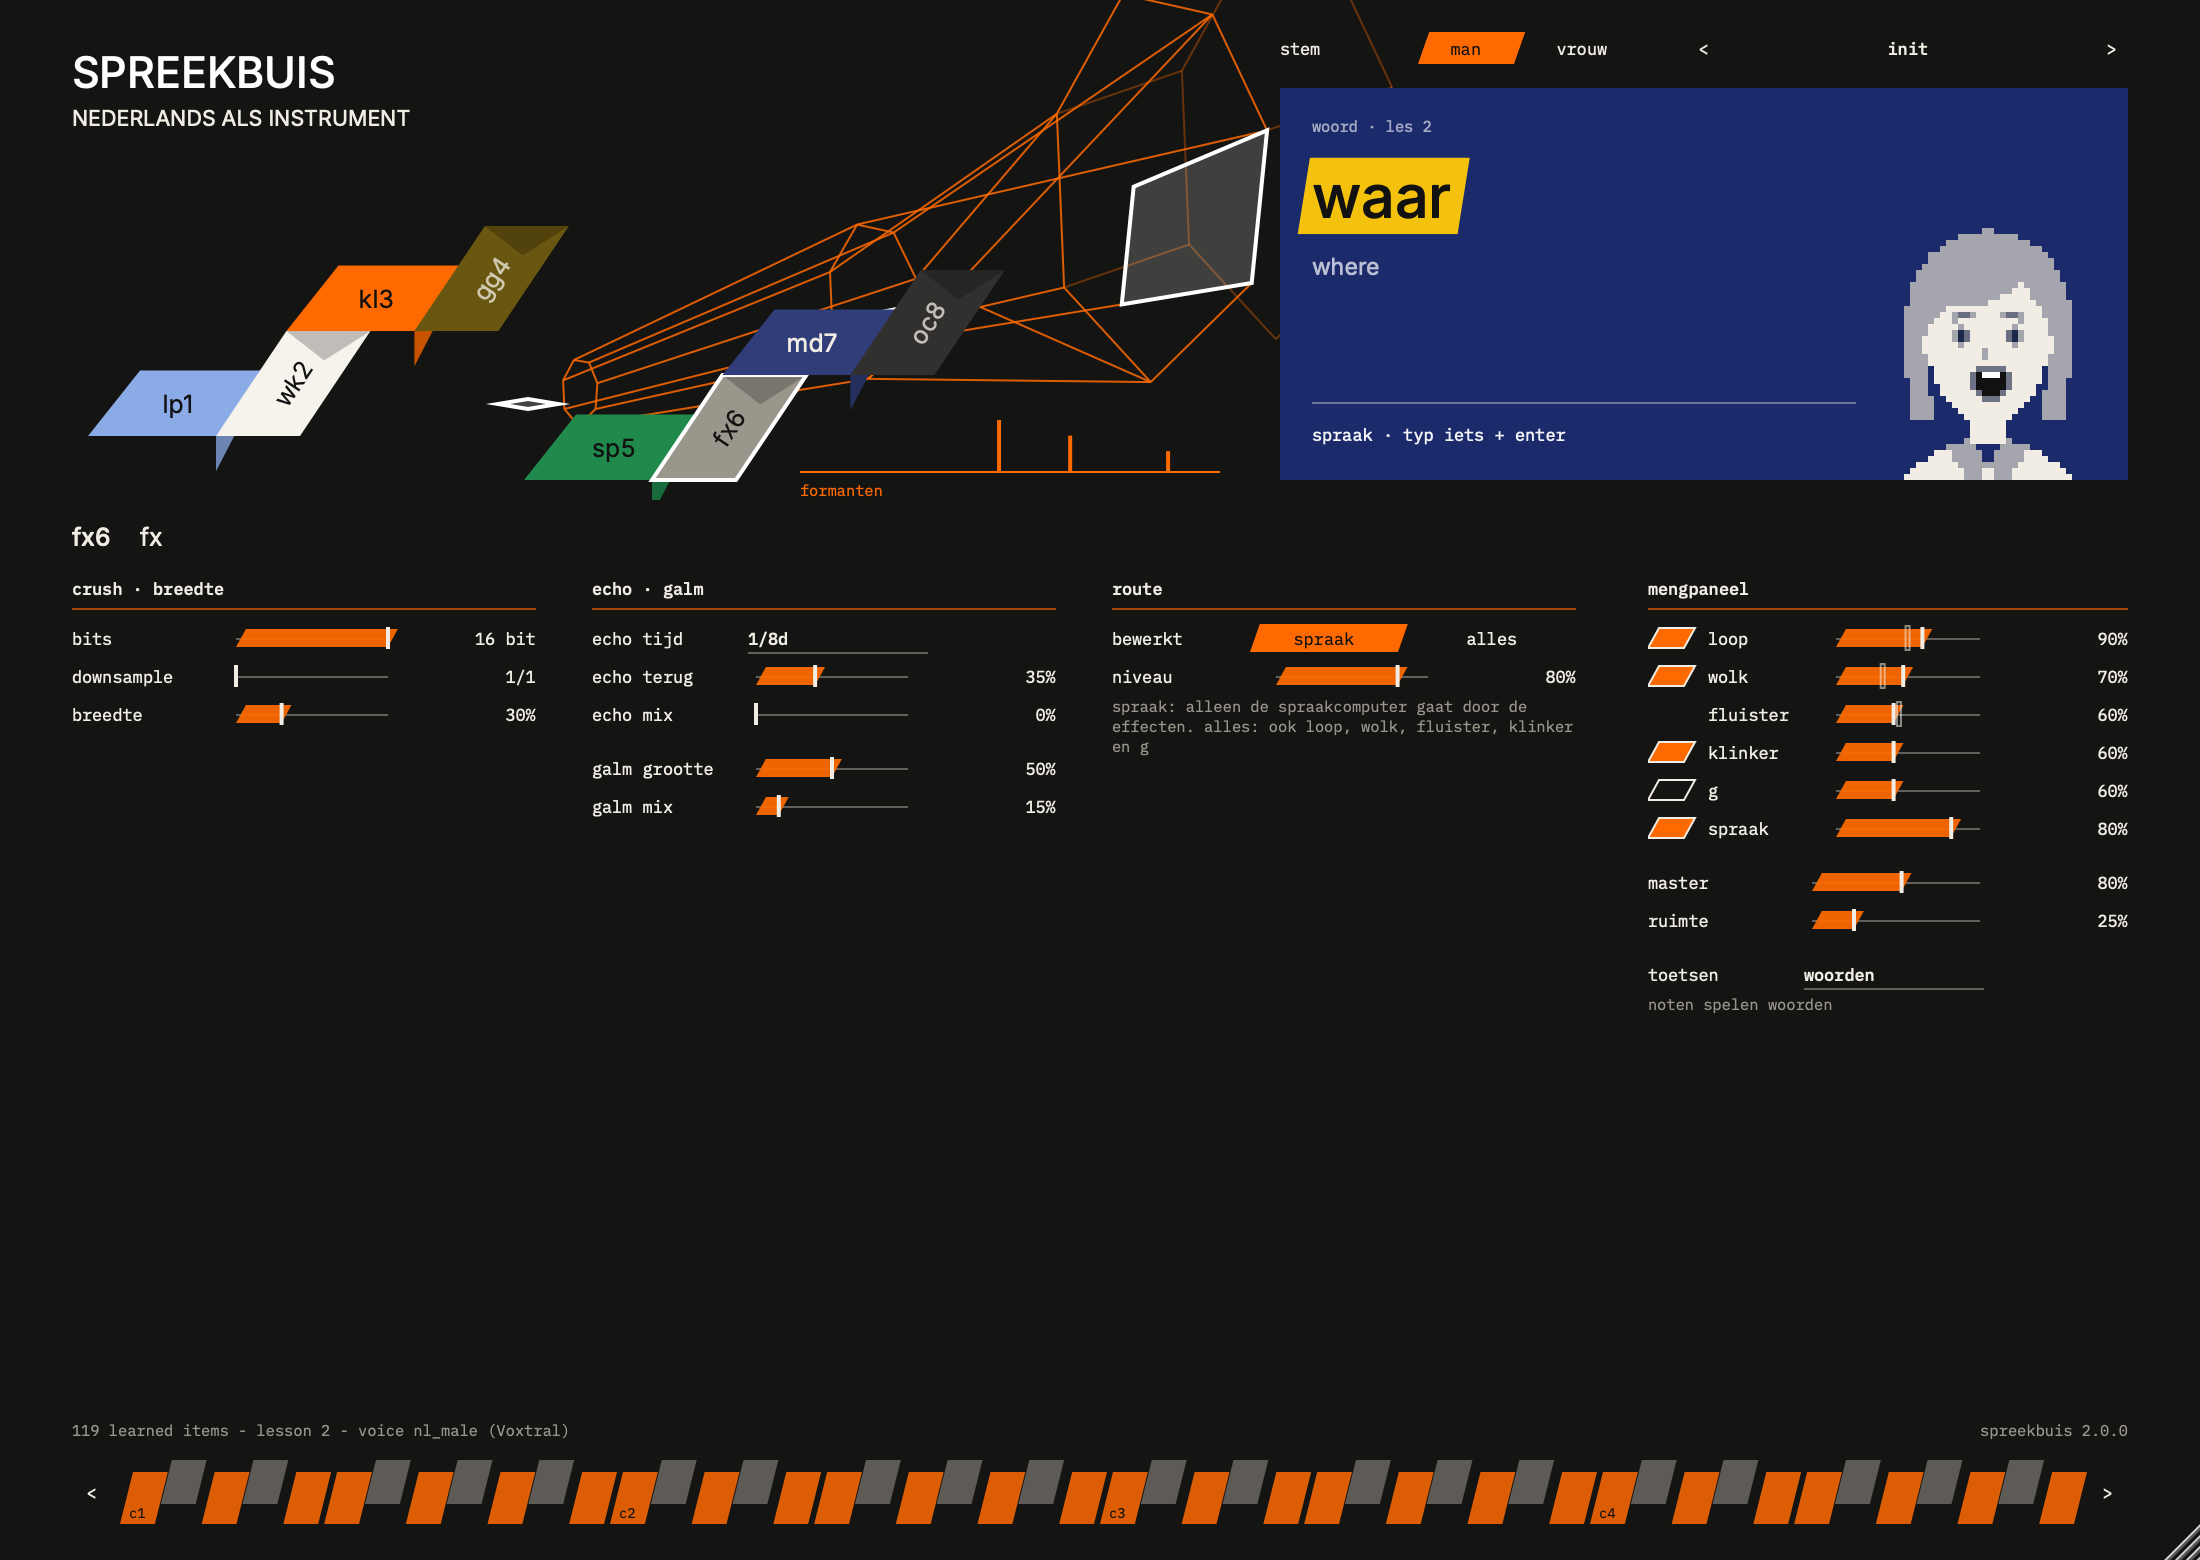 SPREEKBUIS
NEDERLANDS ALS INSTRUMENT
stem man vrouw < init >
woord · les 2
waar
where
spraak · typ iets + enter
lp1
wk2
kl3
gg4
sp5
fx6
md7
oc8
formanten
fx6 fx
crush · breedte
bits 16 bit
downsample 1/1
breedte 30%
echo · galm
echo tijd 1/8d
echo terug 35%
echo mix 0%
galm grootte 50%
galm mix 15%
route
bewerkt spraak alles
niveau 80%
spraak: alleen de spraakcomputer gaat door de
effecten. alles: ook loop, wolk, fluister, klinker
en g
mengpaneel
loop 90%
wolk 70%
fluister 60%
klinker 60%
g 60%
spraak 80%
master 80%
ruimte 25%
toetsen woorden
noten spelen woorden
119 learned items - lesson 2 - voice nl_male (Voxtral)
spreekbuis 2.0.0
< c1 c2 c3 c4 >